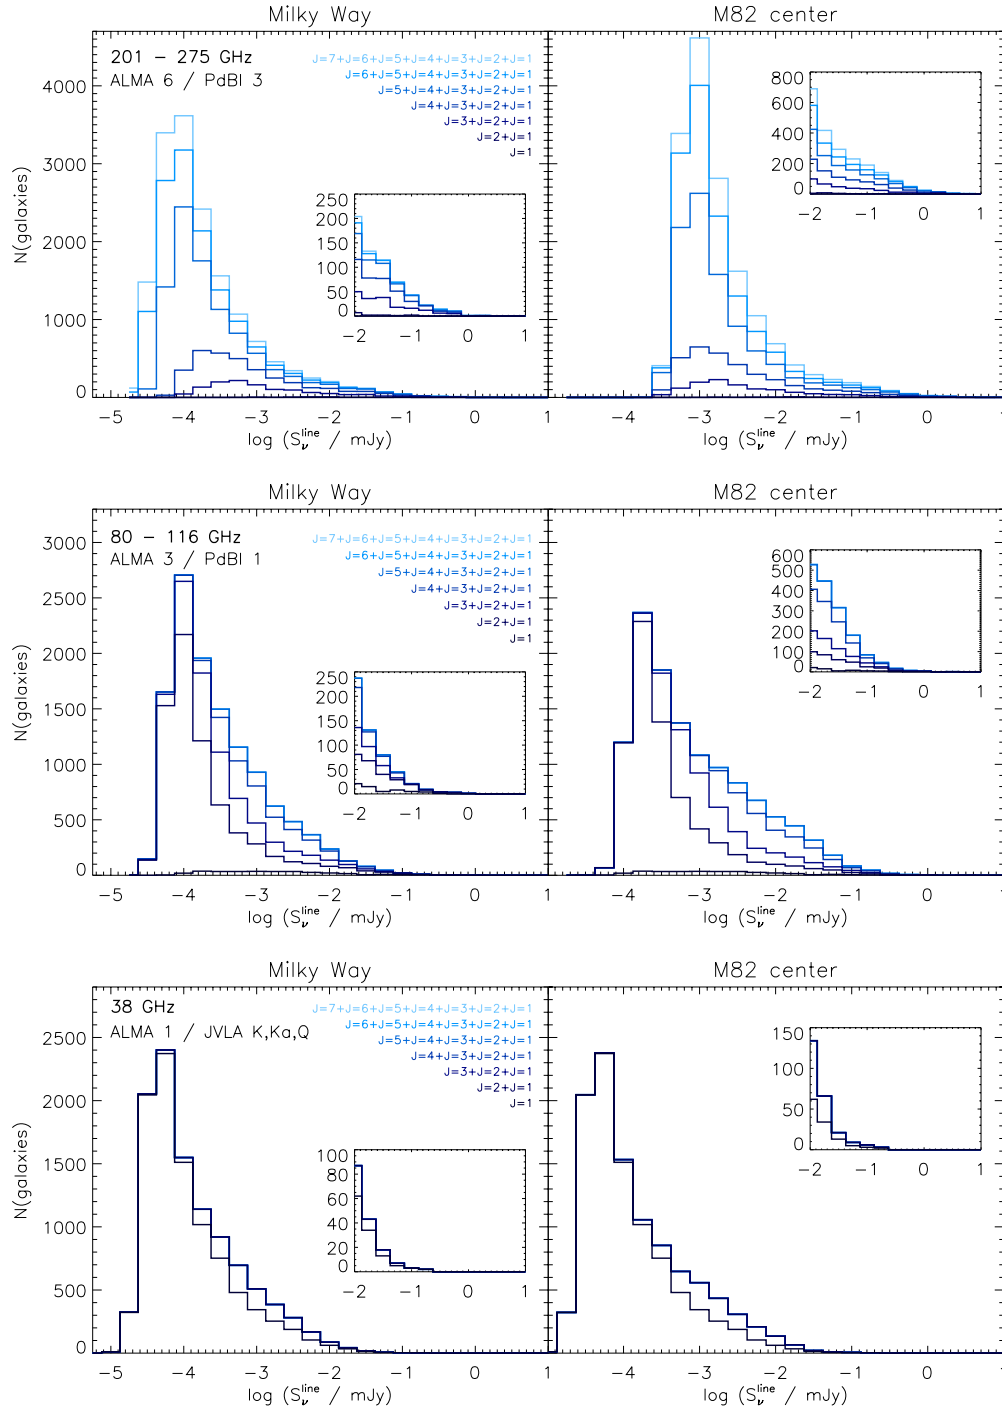 Milky Way
M82 center
201 – 275 GHz
ALMA 6 / PdBI 3
J=7+J=6+J=5+J=4+J=3+J=2+J=1
J=6+J=5+J=4+J=3+J=2+J=1
J=5+J=4+J=3+J=2+J=1
J=4+J=3+J=2+J=1
J=3+J=2+J=1
J=2+J=1
J=1
N(galaxies)
4000
3000
2000
1000
0
250
200
150
100
50
0
−2 −1 0 1
800
600
400
200
0
−2 −1 0 1
−5 −4 −3 −2 −1 0 1
−4 −3 −2 −1 0 1
log (S_ν^line / mJy)
log (S_ν^line / mJy)
Milky Way
M82 center
80 – 116 GHz
ALMA 3 / PdBI 1
J=7+J=6+J=5+J=4+J=3+J=2+J=1
J=6+J=5+J=4+J=3+J=2+J=1
J=5+J=4+J=3+J=2+J=1
J=4+J=3+J=2+J=1
J=3+J=2+J=1
J=2+J=1
J=1
N(galaxies)
3000
2500
2000
1500
1000
500
0
250
200
150
100
50
0
−2 −1 0 1
600
500
400
300
200
100
0
−2 −1 0 1
−5 −4 −3 −2 −1 0 1
−4 −3 −2 −1 0 1
log (S_ν^line / mJy)
log (S_ν^line / mJy)
Milky Way
M82 center
38 GHz
ALMA 1 / JVLA K,Ka,Q
J=7+J=6+J=5+J=4+J=3+J=2+J=1
J=6+J=5+J=4+J=3+J=2+J=1
J=5+J=4+J=3+J=2+J=1
J=4+J=3+J=2+J=1
J=3+J=2+J=1
J=2+J=1
J=1
N(galaxies)
2500
2000
1500
1000
500
0
100
80
60
40
20
0
−2 −1 0 1
150
100
50
0
−2 −1 0 1
−5 −4 −3 −2 −1 0 1
−4 −3 −2 −1 0 1
log (S_ν^line / mJy)
log (S_ν^line / mJy)